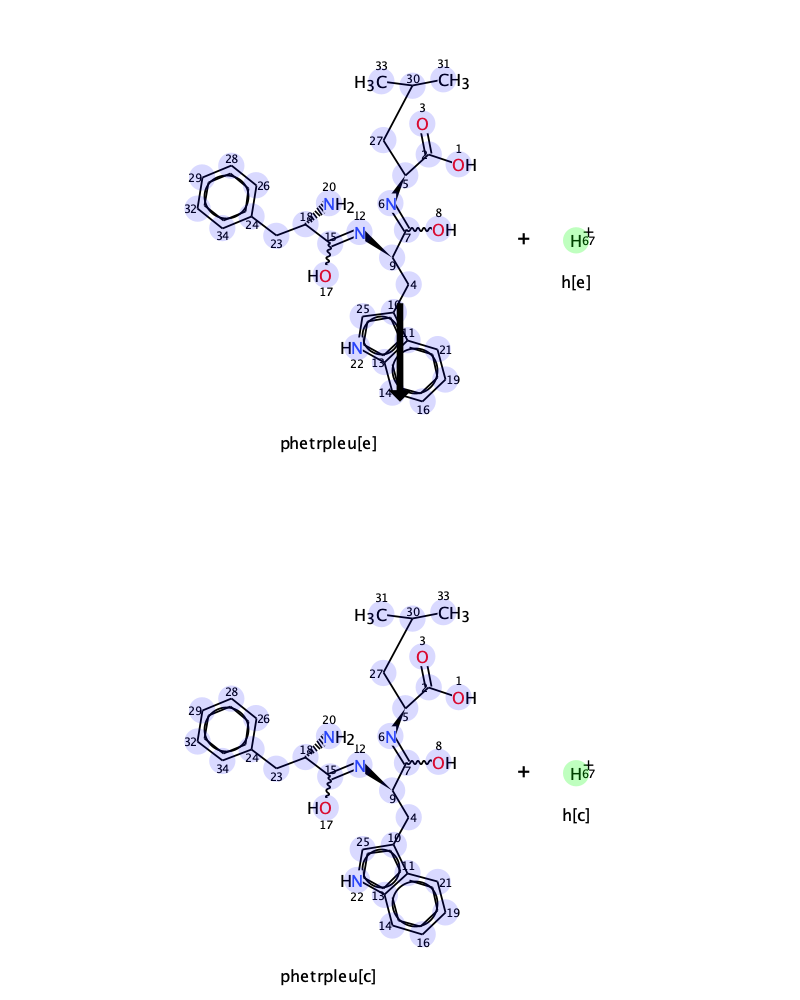 33 31
H₃C 30 CH₃
3
O
27 2 1
OH
5
28
29 26 20 6 N 8
NH₂ 12 OH
32 18 N 7
24 15
34 23 9
HO 4
17
10
25 11
HN 21
22 13
19
14
16
+ H⁺ 67
h[e]
phetrpleu[e]
31 33
H₃C 30 CH₃
3
O
27 2 1
OH
5
28
29 26 20 6 N 8
NH₂ 12 OH
32 18 N 7
24 15
34 23 9
HO 4
17
10
25 11
HN 21
22 13
19
14
16
+ H⁺ 67
h[c]
phetrpleu[c]